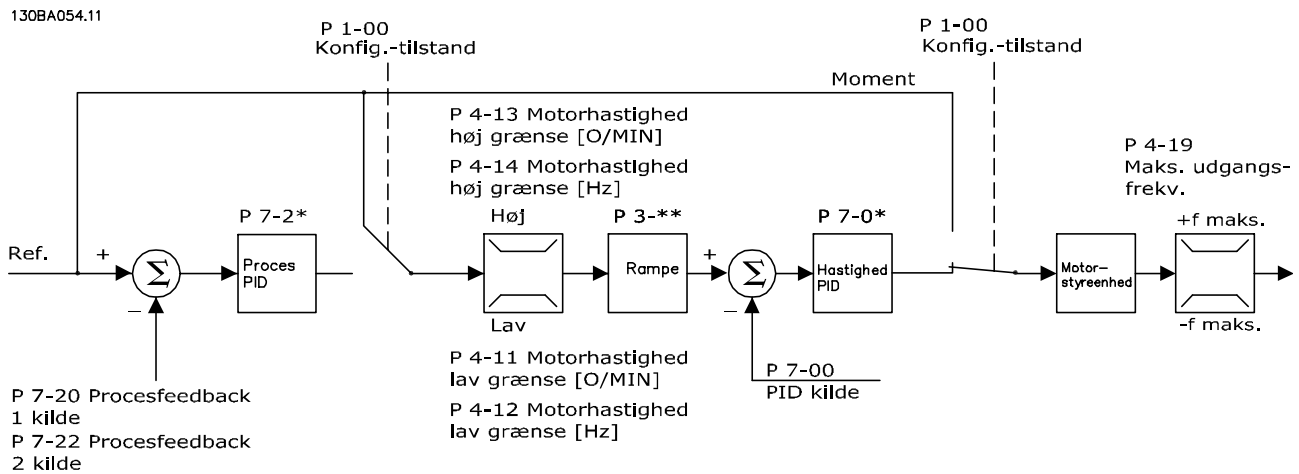 130BA054.11
P 1-00
Konfig.-tilstand
P 1-00
Konfig.-tilstand
Moment
P 4-13 Motorhastighed
høj grænse [O/MIN]
P 4-14 Motorhastighed
høj grænse [Hz]
P 4-19
Maks. udgangs-
frekv.
P 7-2*
Høj
P 3-**
P 7-0*
+f maks.
Ref.
+
Σ
−
Proces
PID
Rampe
+
Σ
−
Hastighed
PID
Motor-
styreenhed
Lav
-f maks.
P 4-11 Motorhastighed
lav grænse [O/MIN]
P 4-12 Motorhastighed
lav grænse [Hz]
P 7-00
PID kilde
P 7-20 Procesfeedback
1 kilde
P 7-22 Procesfeedback
2 kilde